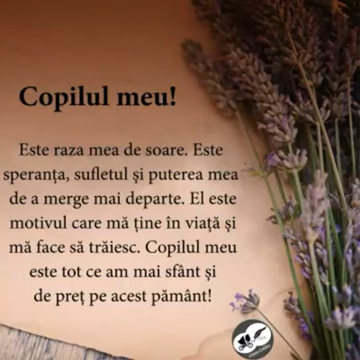 Copilul meu!
Este raza mea de soare. Este
speranța, sufletul și puterea mea
de a merge mai departe. El este
motivul care mă ține în viață și
mă face să trăiesc. Copilul meu
este tot ce am mai sfânt și
de preț pe acest pământ!